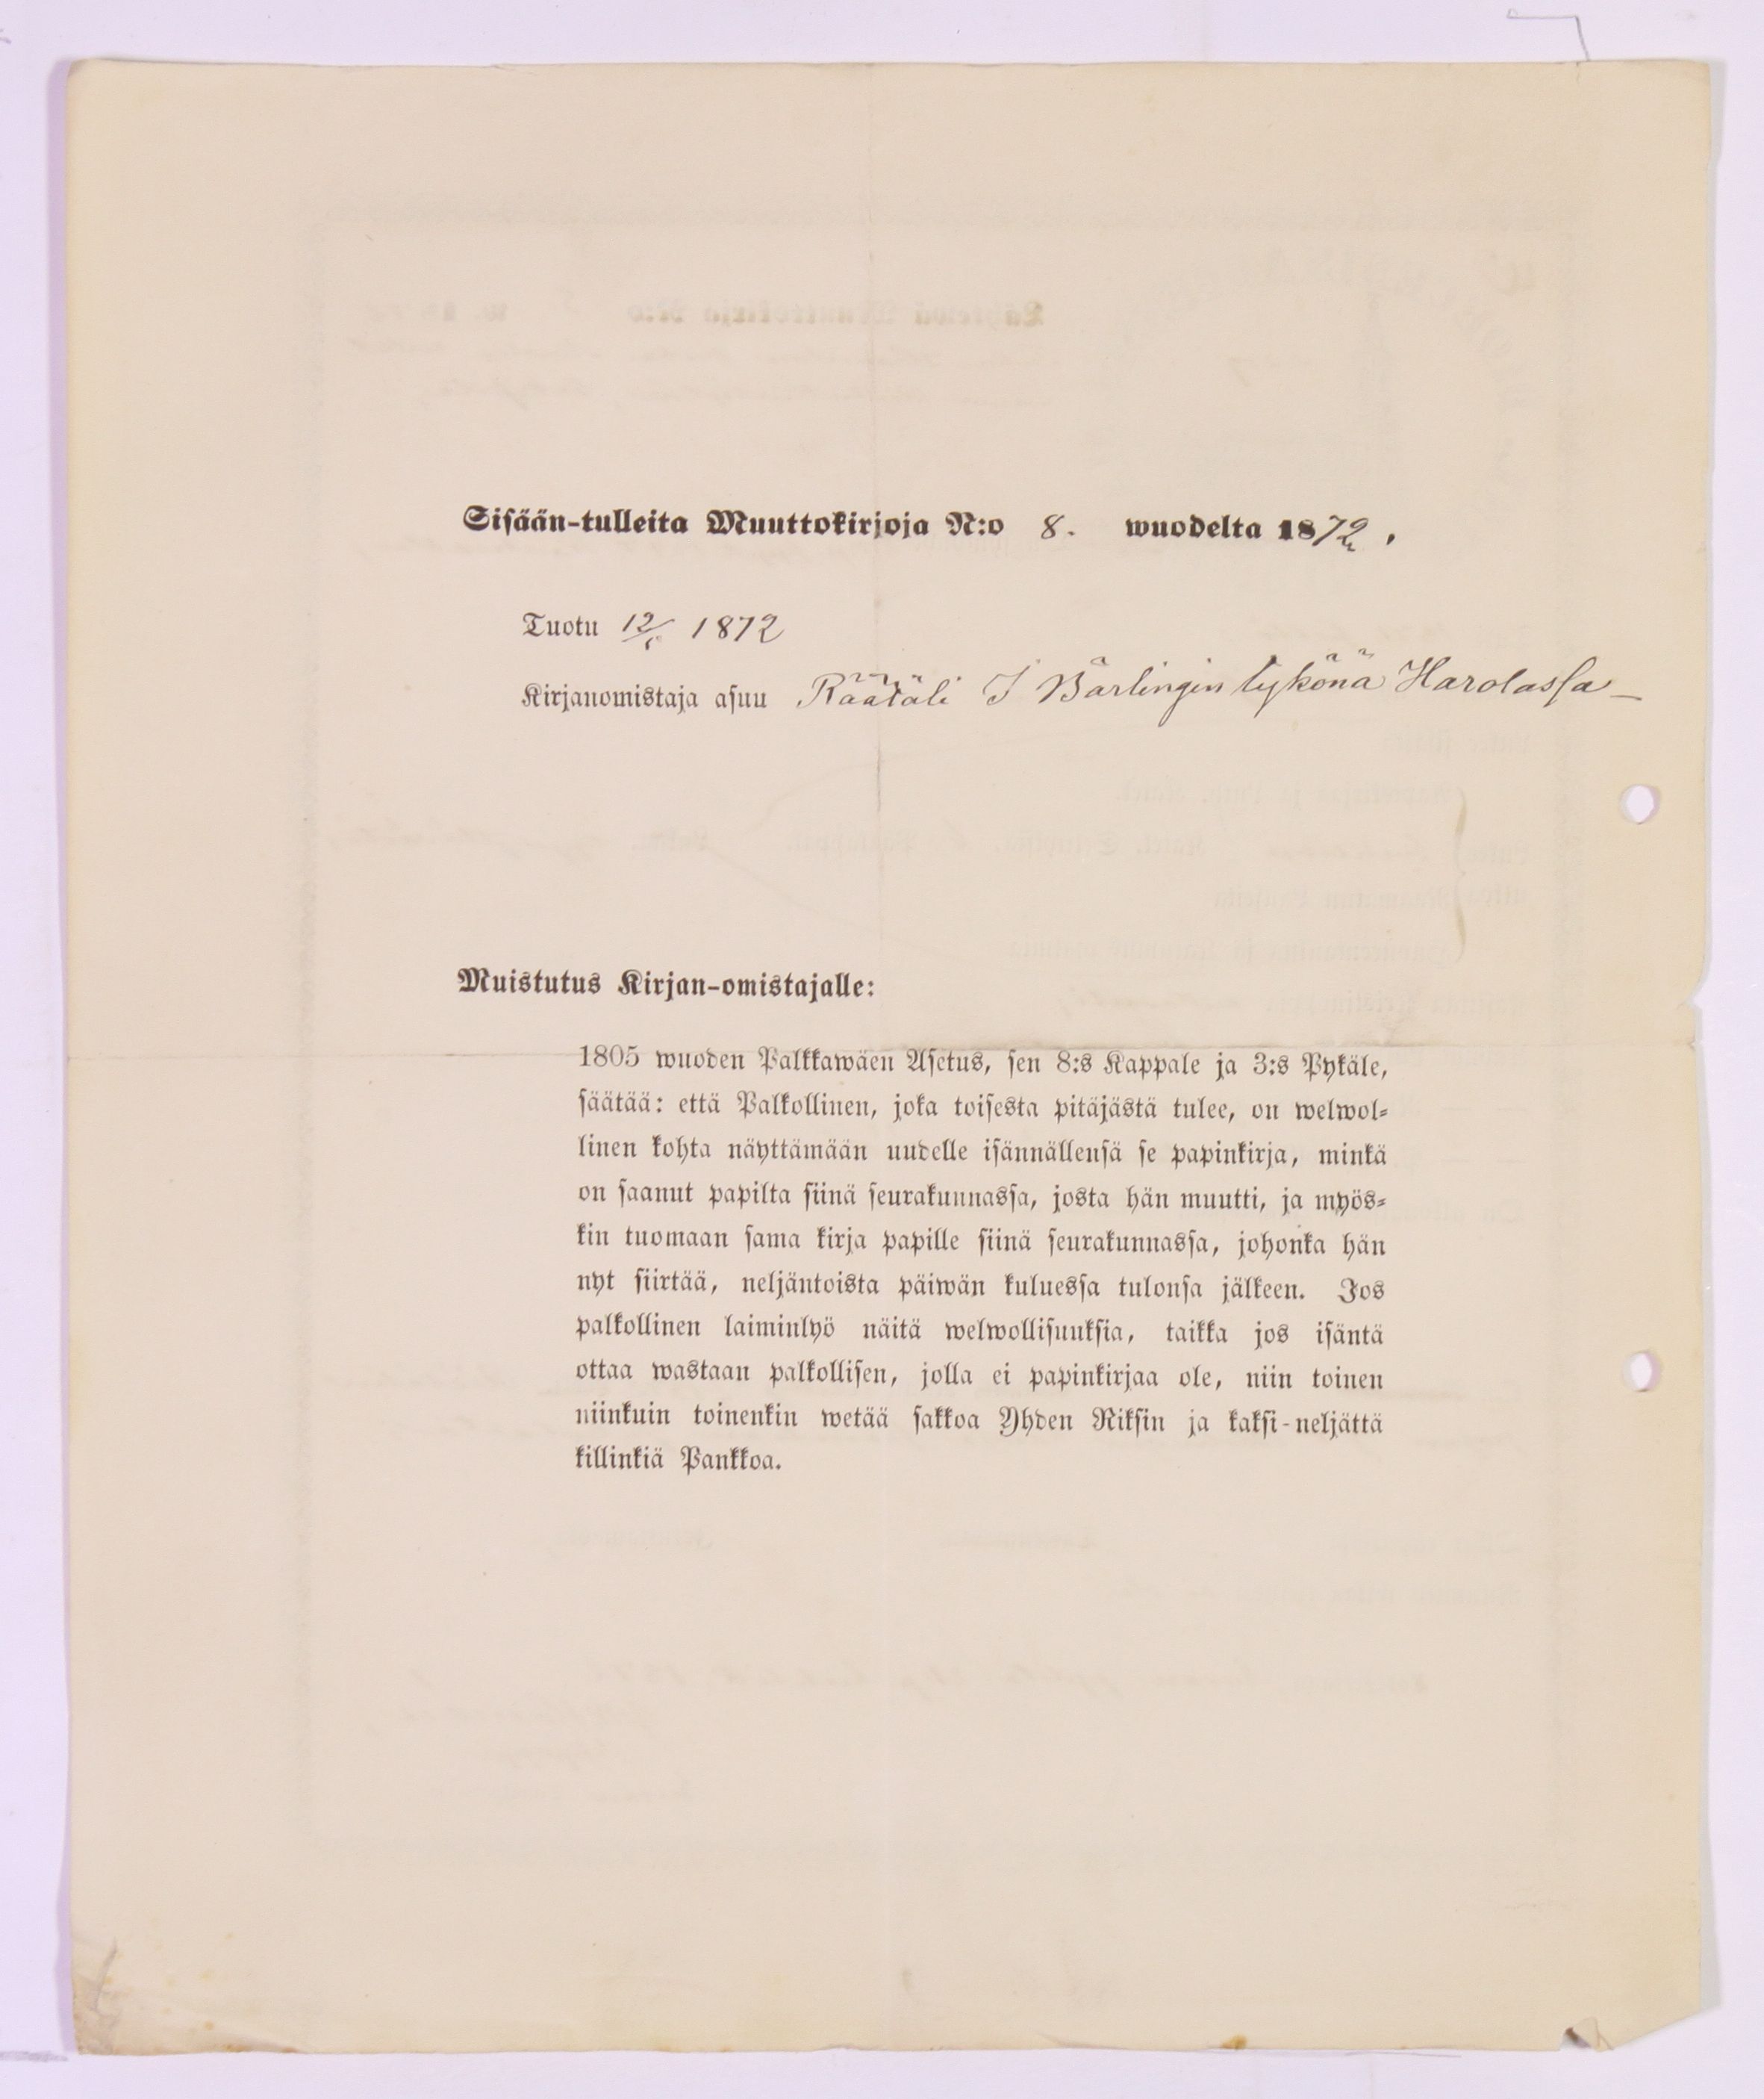 Sisään-tulleita Muuttokirjoja N:o 8. wuodelta 1872.
Tuotu 12/5 1872
Kirjanomistaja asuu Räätäli I Bärlingin tykönä Harolassa
Muistutus Kirjan-omistajalle:
1805 wuoden Palkkawäen Asetus, sen 8:s Kappale ja 3:s Pykäle,
säätää: että Palkollinen, joka toisesta pitäjästä tulee, on welwol-
linen kohta näyttämään uudelle isännällensä se papinkirja, minkä
on saanut papilta siinä seurakunnassa, josta hän muutti, ja myös-
kin tuomaan sama kirja papille siinä seurakunnassa, johonka hän
nyt siirtää, neljäntoista päiwän kuluessa tulonsa jälkeen. Jos
palkollinen laiminlyö näitä welwollisuuksia, taikka jos isäntä
ottaa wastaan palkollisen, jolla ei papinkirjaa ole, niin toinen
niinkuin toinenkin wetää sakkoa Yhden Riksin ja kaksi-neljättä
killinkiä Pankkoa.